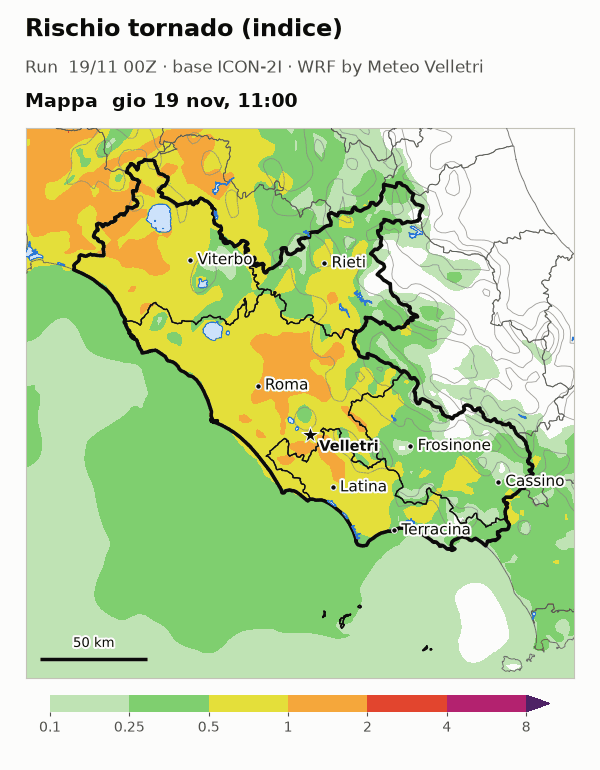 Rischio tornado (indice)
Run  19/11 00Z · base ICON-2I · WRF by Meteo Velletri
Mappa  gio 19 nov, 11:00
Viterbo
Rieti
Roma
Velletri
Frosinone
Latina
Cassino
Terracina
50 km
0.1 0.25 0.5 1 2 4 8